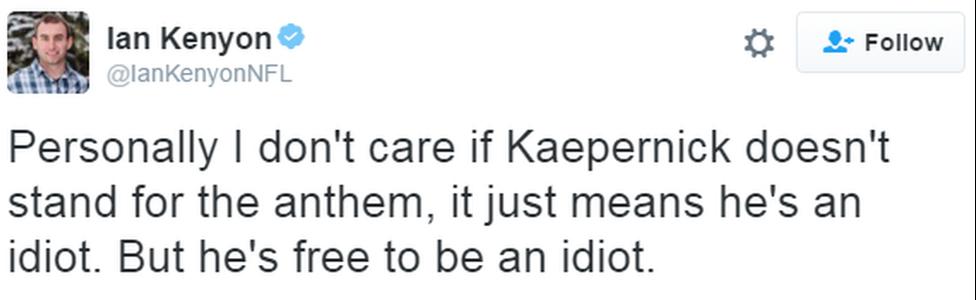 Ian Kenyon
@IanKenyonNFL
Follow
Personally I don't care if Kaepernick doesn't
stand for the anthem, it just means he's an
idiot. But he's free to be an idiot.